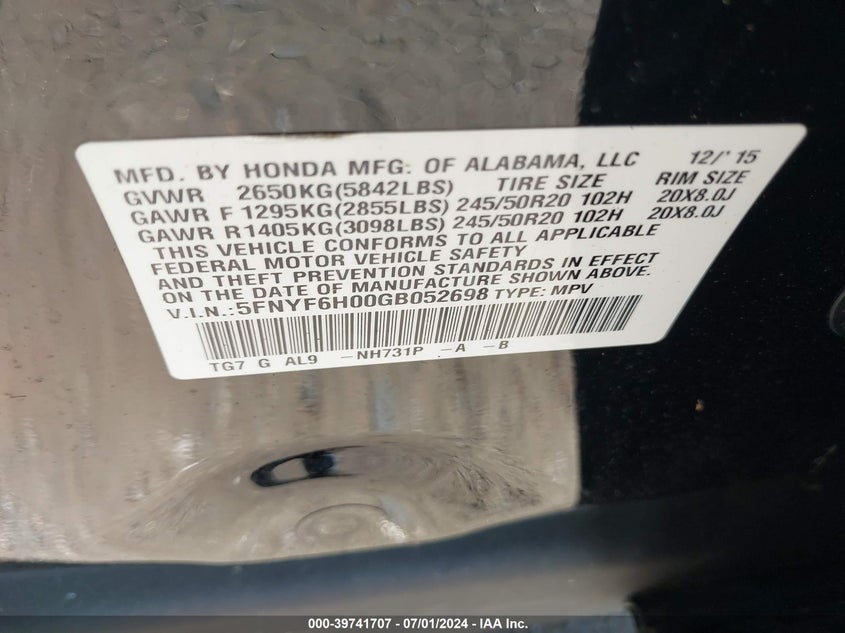 MFD. BY HONDA MFG. OF ALABAMA, LLC 12/'15
GVWR 2650KG(5842LBS) TIRE SIZE RIM SIZE
GAWR F 1295KG(2855LBS) 245/50R20 102H 20X8.0J
GAWR R 1405KG(3098LBS) 245/50R20 102H 20X8.0J
THIS VEHICLE CONFORMS TO ALL APPLICABLE
FEDERAL MOTOR VEHICLE SAFETY
AND THEFT PREVENTION STANDARDS IN EFFECT
ON THE DATE OF MANUFACTURE SHOWN ABOVE.
V.I.N.:5FNYF6H00GB052698 TYPE: MPV
TG7 G AL9 -NH731P -A -B
000-39741707 - 07/01/2024 - IAA Inc.